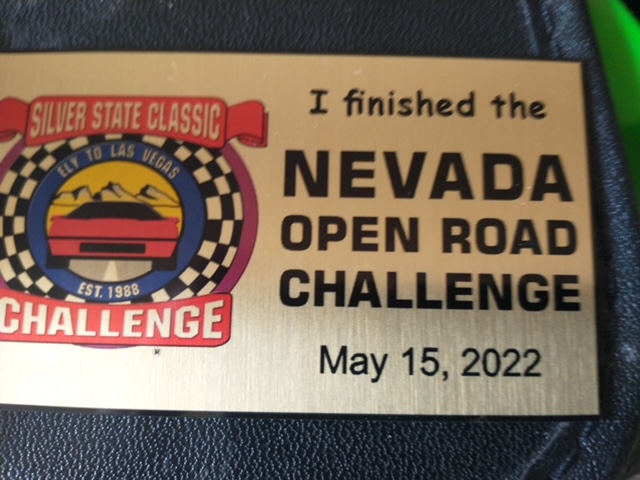 SILVER STATE CLASSIC
ELY TO LAS VEGAS
EST. 1988
CHALLENGE
I finished the
NEVADA
OPEN ROAD
CHALLENGE
May 15, 2022